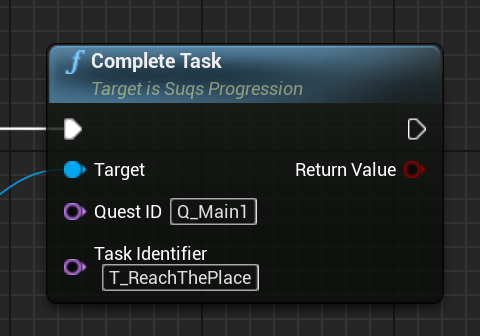 f Complete Task
Target is Suqs Progression
Target Return Value
Quest ID Q_Main1
Task Identifier
T_ReachThePlace